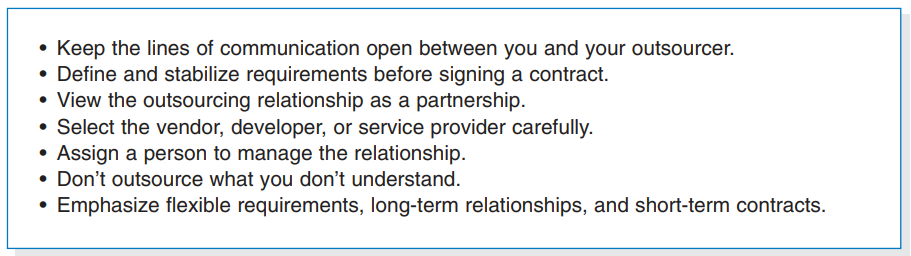 • Keep the lines of communication open between you and your outsourcer.
• Define and stabilize requirements before signing a contract.
• View the outsourcing relationship as a partnership.
• Select the vendor, developer, or service provider carefully.
• Assign a person to manage the relationship.
• Don’t outsource what you don’t understand.
• Emphasize flexible requirements, long-term relationships, and short-term contracts.